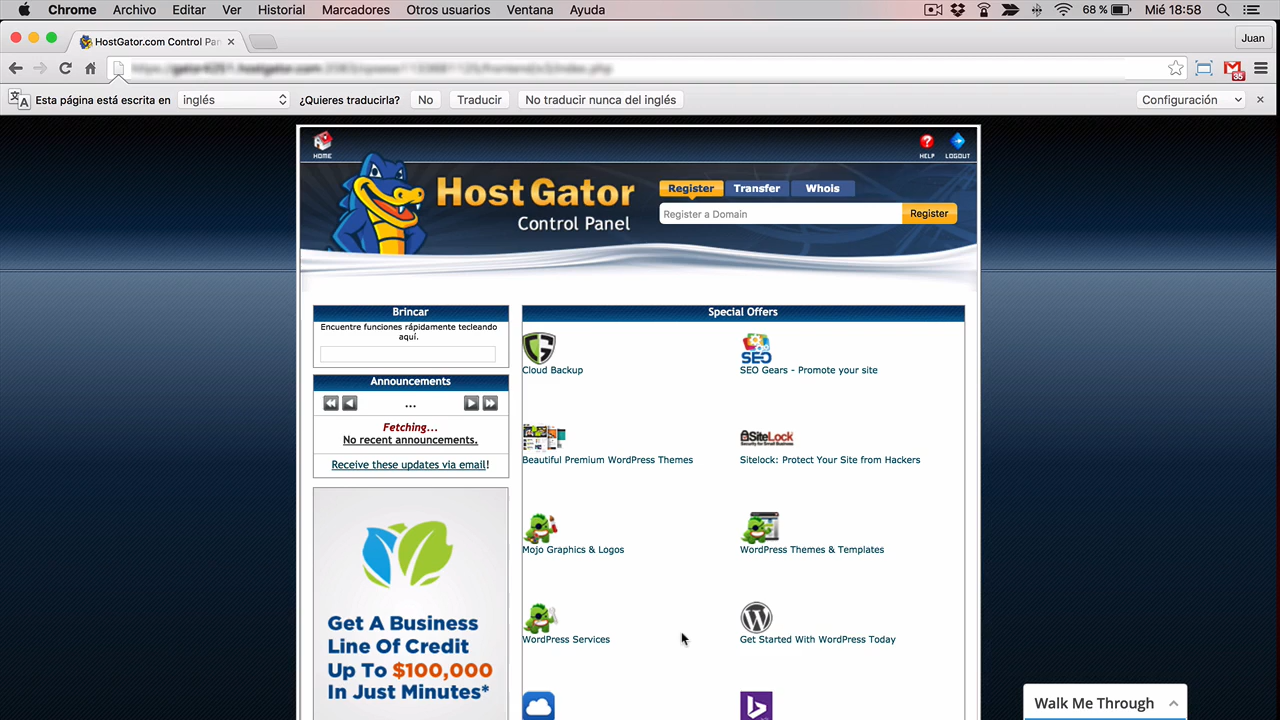 Chrome Archivo Editar Ver Historial Marcadores Otros usuarios Ventana Ayuda 68 % Mié 18:58
HostGator.com Control Pan
Juan
35
Esta página está escrita en inglés ¿Quieres traducirla? No Traducir No traducir nunca del inglés Configuración
HOME
HELP LOGOUT
HostGator
Control Panel
Register Transfer Whois
Register a Domain Register
Brincar
Encuentre funciones rápidamente tecleando
aquí.
Announcements
...
Fetching...
No recent announcements.
Receive these updates via email!
Get A Business
Line Of Credit
Up To $100,000
In Just Minutes*
Special Offers
Cloud Backup
SEO
SEO Gears - Promote your site
Beautiful Premium WordPress Themes
SiteLock
Sitelock: Protect Your Site from Hackers
Mojo Graphics & Logos
WordPress Themes & Templates
WordPress Services
Get Started With WordPress Today
Walk Me Through